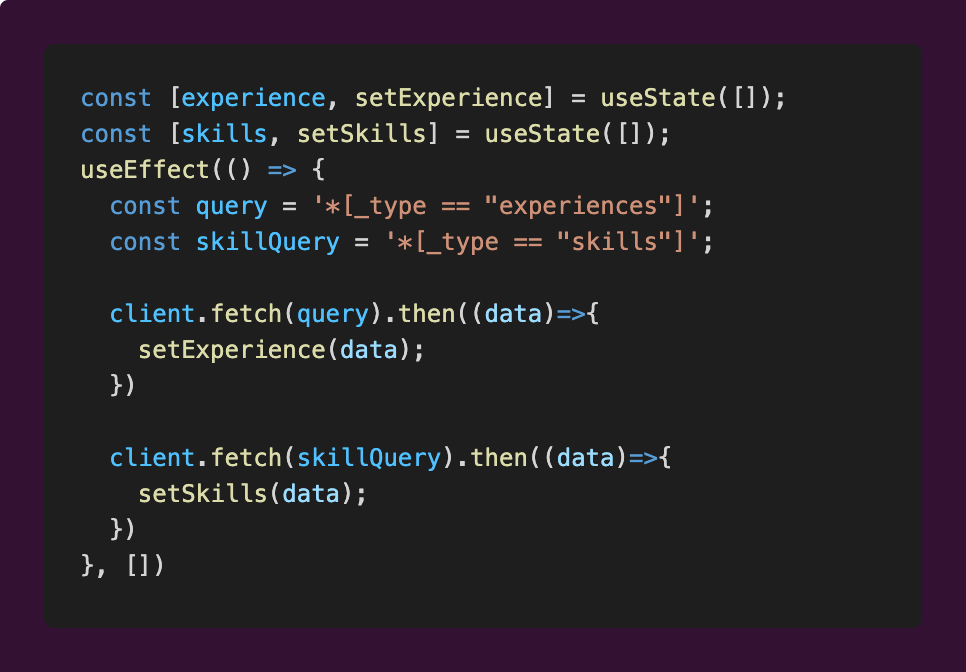 const [experience, setExperience] = useState([]);
const [skills, setSkills] = useState([]);
useEffect(() => {
  const query = '*[_type == "experiences"]';
  const skillQuery = '*[_type == "skills"]';

  client.fetch(query).then((data)=>{
    setExperience(data);
  })

  client.fetch(skillQuery).then((data)=>{
    setSkills(data);
  })
}, [])